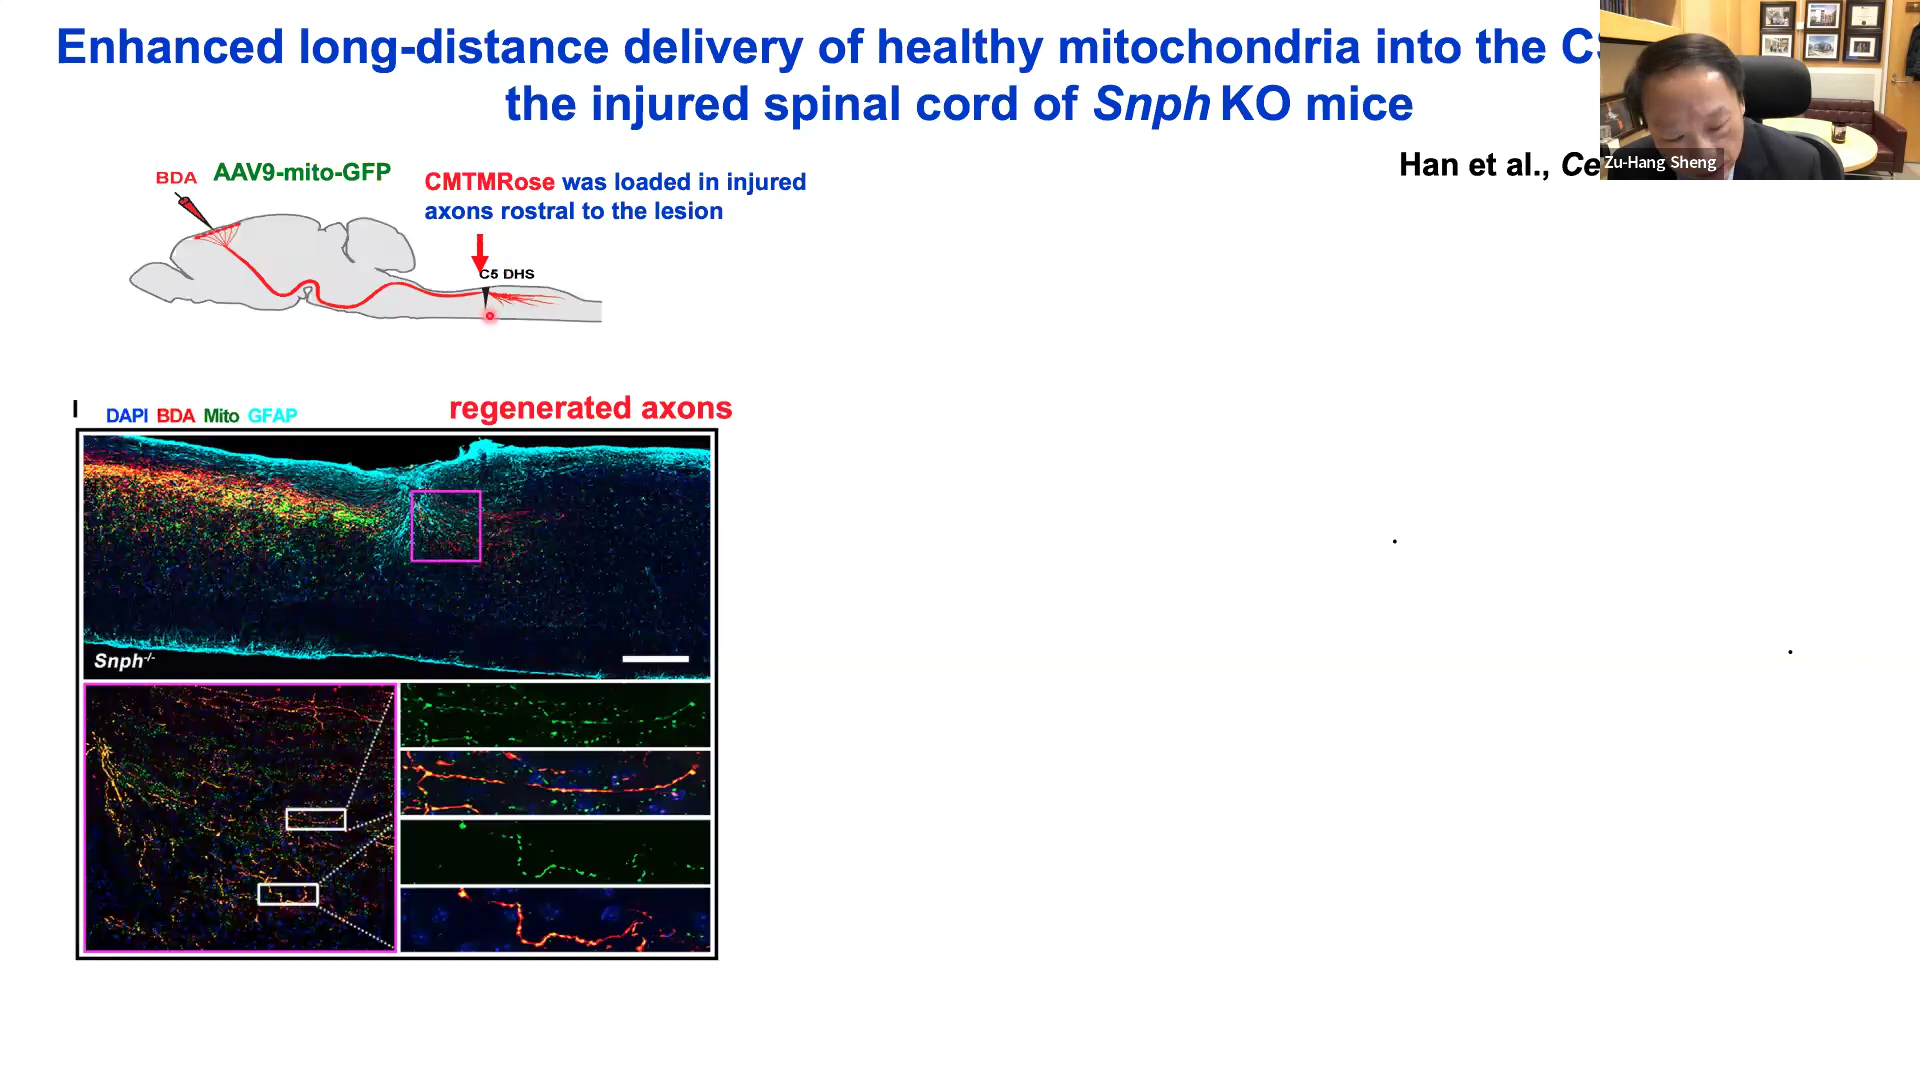 Enhanced long-distance delivery of healthy mitochondria into the
the injured spinal cord of Snph KO mice
Han et al.,
Zu-Hang Sheng
BDA AAV9-mito-GFP
CMTMRose was loaded in injured
axons rostral to the lesion
C5 DHS
I
DAPI BDA Mito GFAP
regenerated axons
Snph-/-